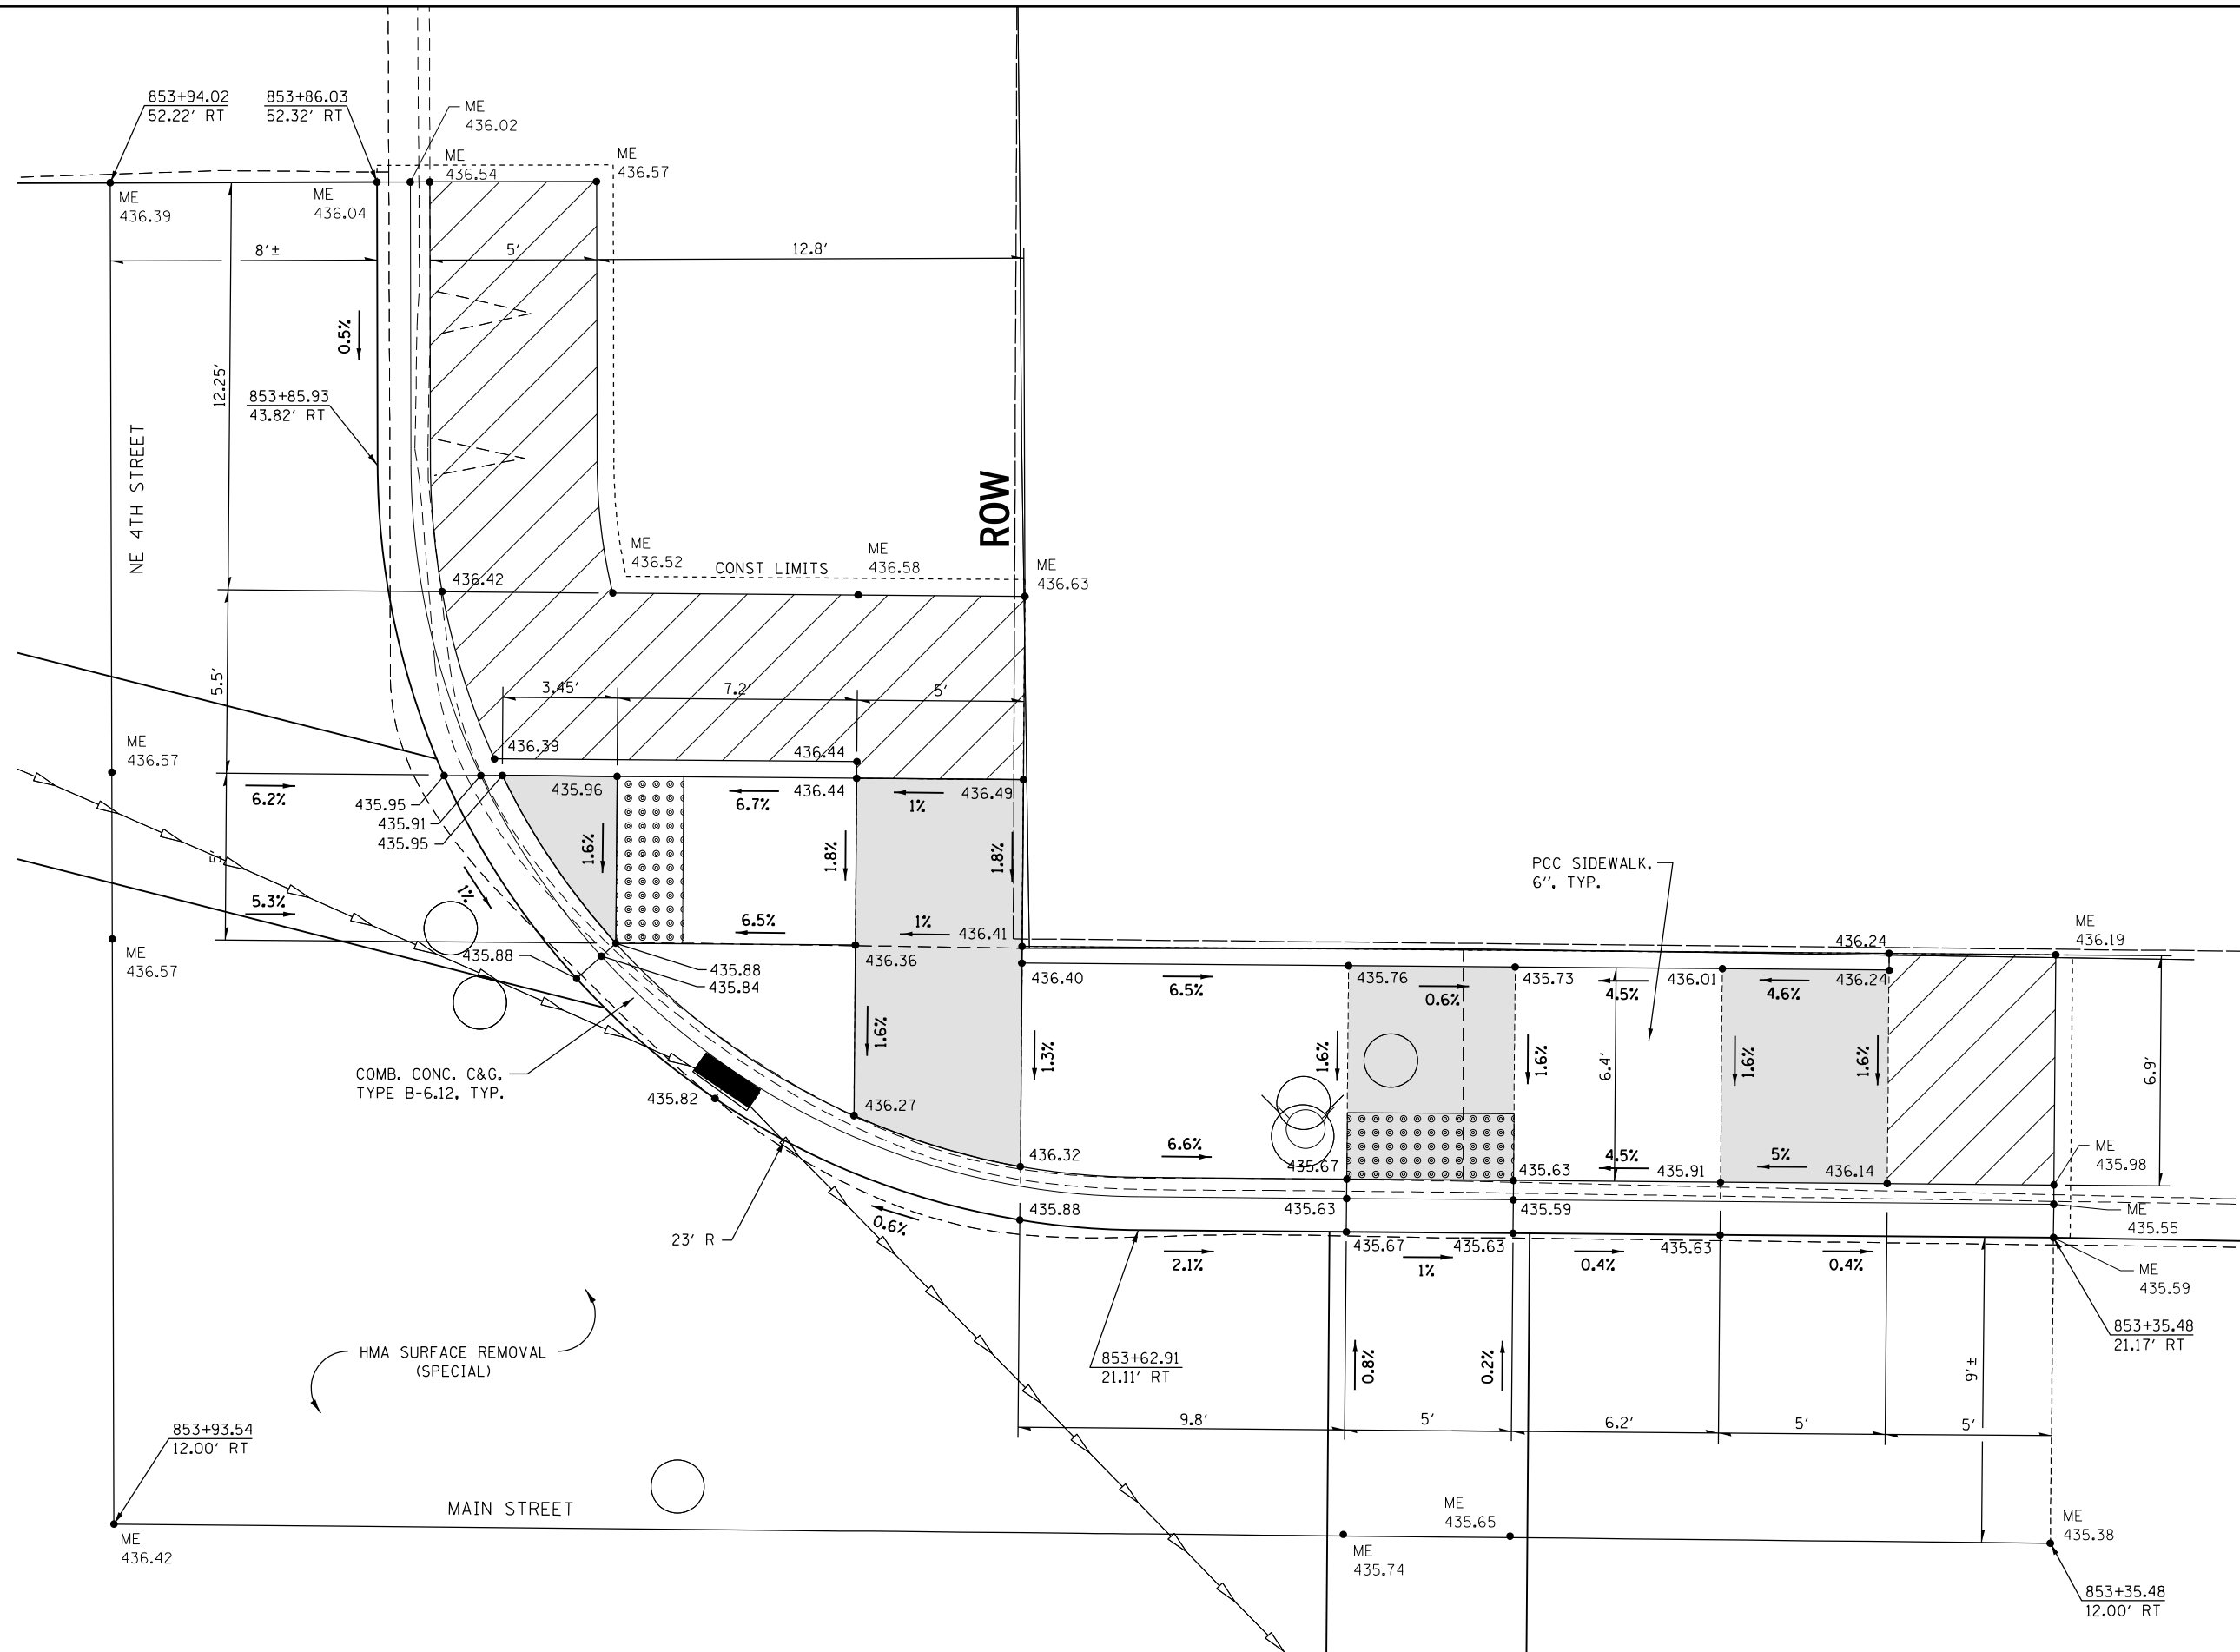 853+94.02
52.22' RT
853+86.03
52.32' RT
ME
436.02
ME
436.54
ME
436.57
ME
436.39
ME
436.04
8'±
5'
12.8'
0.5%
12.25'
853+85.93
43.82' RT
NE 4TH STREET
ROW
ME
436.52
CONST LIMITS
ME
436.58
ME
436.63
436.42
5.5'
3.45'
7.2'
5'
436.39
436.44
ME
436.57
6.2%
435.95
435.91
435.95
435.96
6.7%
436.44
1%
436.49
5'
1.6%
1.8%
1.8%
PCC SIDEWALK,
6", TYP.
5.3%
1%
6.5%
1%
436.41
ME
436.57
435.88
435.88
435.84
436.36
436.40
6.5%
435.76
0.6%
435.73
4.5%
436.01
4.6%
436.24
436.24
ME
436.19
1.6%
1.3%
1.6%
1.6%
6.4'
1.6%
1.6%
6.9'
COMB. CONC. C&G,
TYPE B-6.12, TYP.
435.82
436.27
436.32
6.6%
435.67
435.63
4.5%
435.91
5%
436.14
ME
435.98
23' R
0.6%
435.88
435.63
435.59
ME
435.55
435.67
435.63
435.63
2.1%
1%
0.4%
0.4%
ME
435.59
853+35.48
21.17' RT
HMA SURFACE REMOVAL
(SPECIAL)
853+62.91
21.11' RT
0.8%
0.2%
9'±
9.8'
5'
6.2'
5'
5'
853+93.54
12.00' RT
MAIN STREET
ME
435.65
ME
436.42
ME
435.74
ME
435.38
853+35.48
12.00' RT